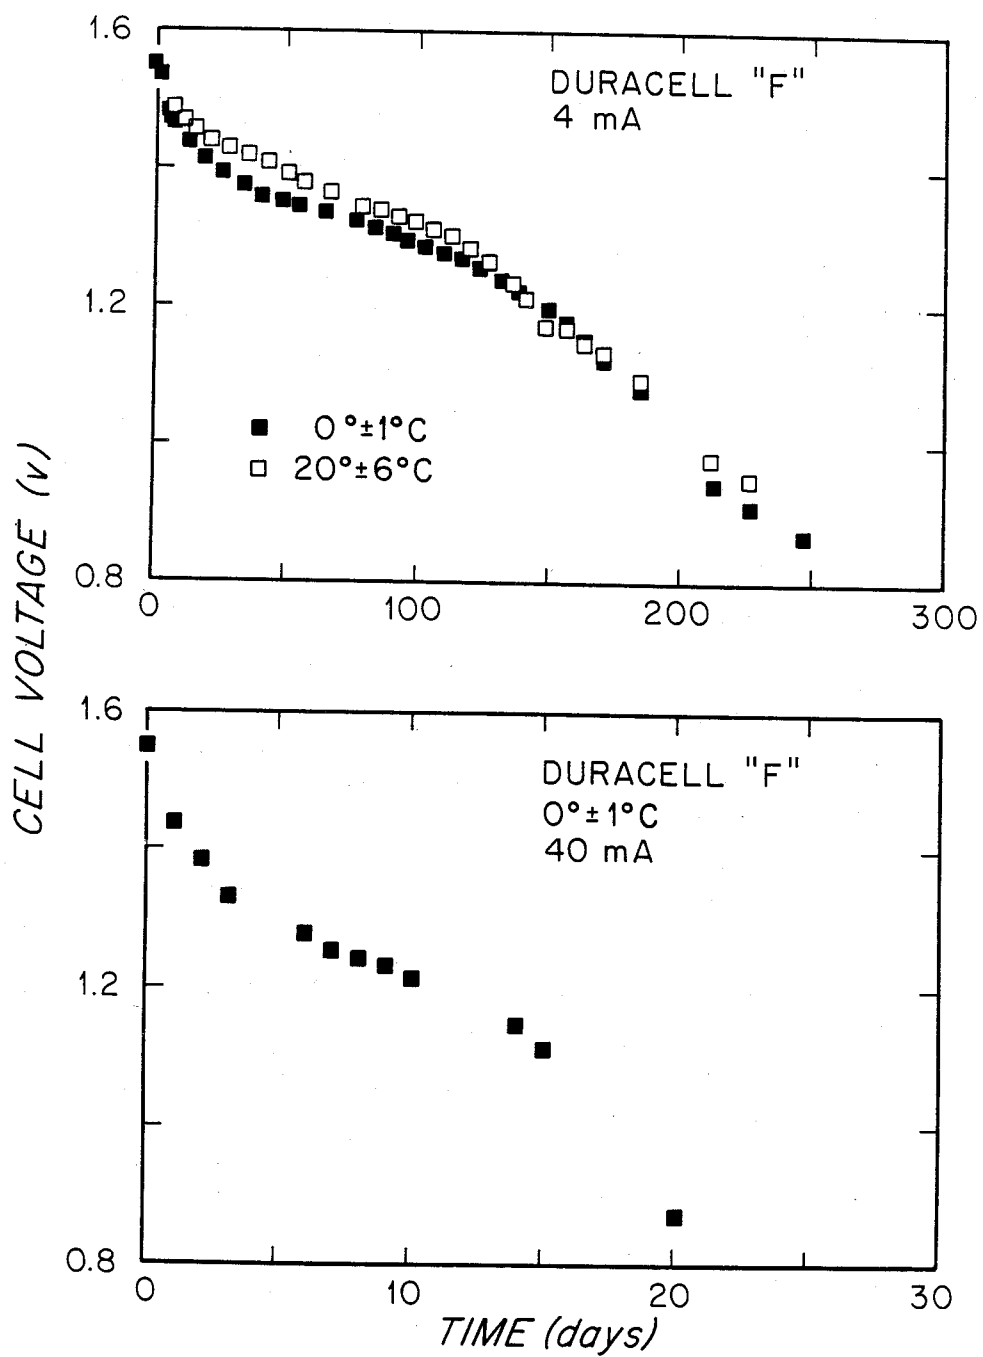 1.6
DURACELL "F"
4 mA
1.2
0°±1°C
20°±6°C
0.8
0 100 200 300
CELL VOLTAGE (v)
1.6
DURACELL "F"
0°±1°C
40 mA
1.2
0.8
0 10 20 30
TIME (days)